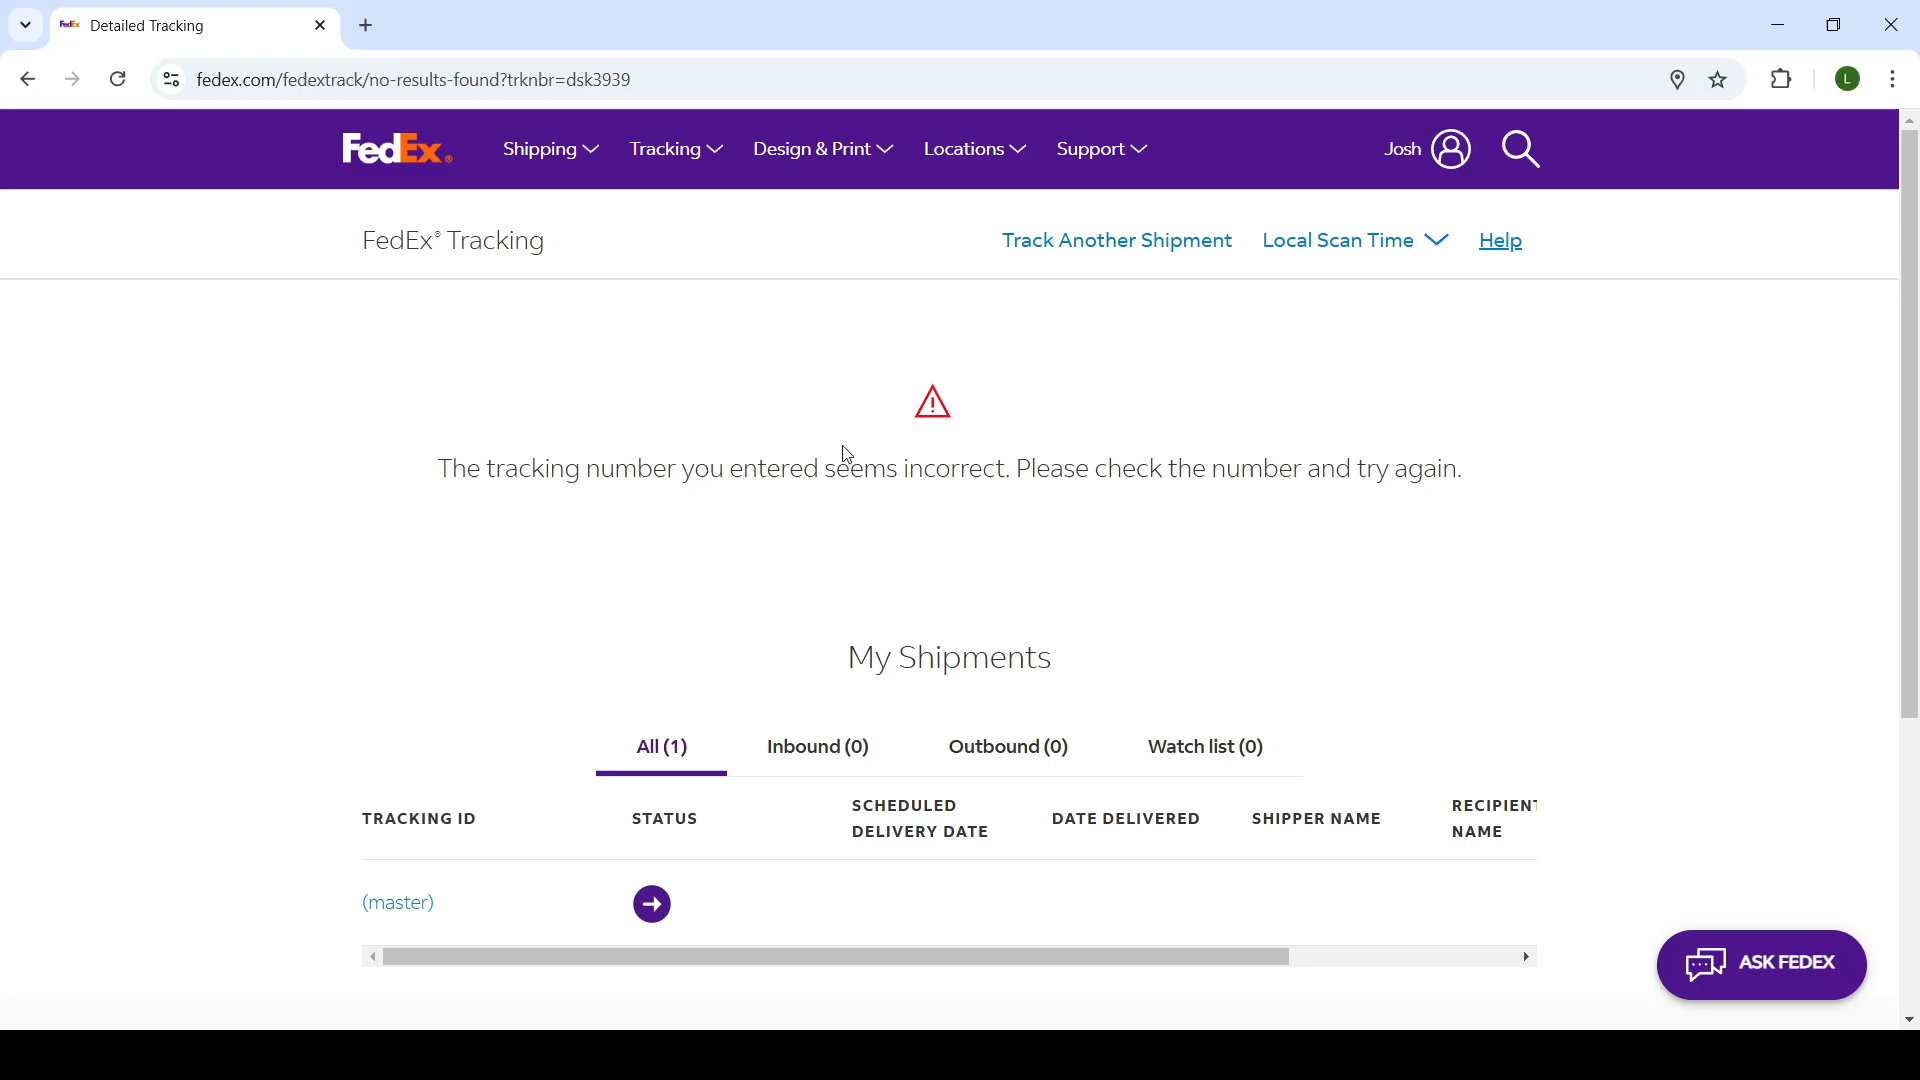 FedEx Detailed Tracking
fedex.com/fedextrack/no-results-found?trknbr=dsk3939
L
FedEx® Shipping Tracking Design & Print Locations Support Josh
FedEx® Tracking Track Another Shipment Local Scan Time Help
The tracking number you entered seems incorrect. Please check the number and try again.
My Shipments
All (1) Inbound (0) Outbound (0) Watch list (0)
TRACKING ID STATUS SCHEDULED DELIVERY DATE DATE DELIVERED SHIPPER NAME RECIPIENT NAME
(master)
ASK FEDEX